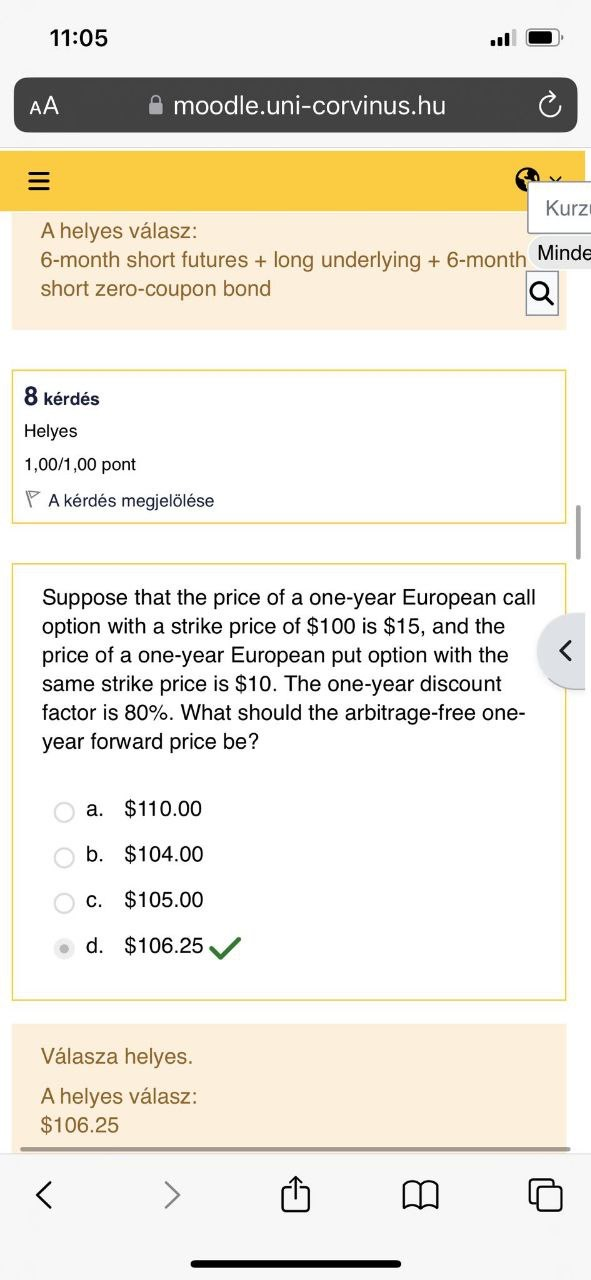 11:05
AA moodle.uni-corvinus.hu
Kurzu
A helyes válasz:
6-month short futures + long underlying + 6-month
Minde
short zero-coupon bond
8 kérdés
Helyes
1,00/1,00 pont
A kérdés megjelölése
Suppose that the price of a one-year European call
option with a strike price of $100 is $15, and the
price of a one-year European put option with the
same strike price is $10. The one-year discount
factor is 80%. What should the arbitrage-free one-
year forward price be?
a. $110.00
b. $104.00
c. $105.00
d. $106.25
Válasza helyes.
A helyes válasz:
$106.25